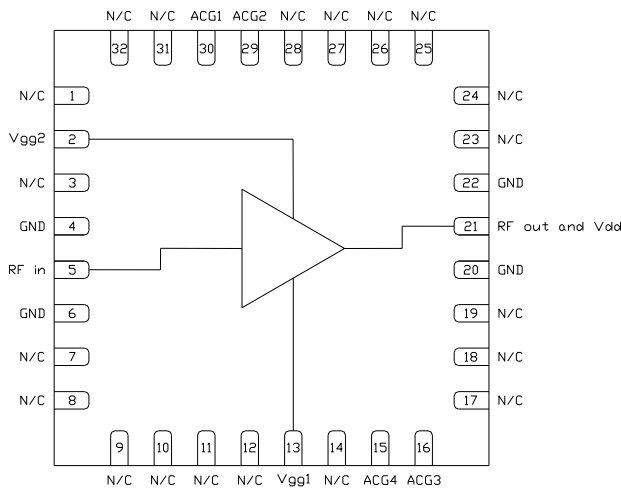 N/C N/C ACG1 ACG2 N/C N/C N/C N/C
32 31 30 29 28 27 26 25
N/C 1 24 N/C
Vgg2 2 23 N/C
N/C 3 22 GND
GND 4 21 RF out and Vdd
RF in 5 20 GND
GND 6 19 N/C
N/C 7 18 N/C
N/C 8 17 N/C
9 10 11 12 13 14 15 16
N/C N/C N/C N/C Vgg1 N/C ACG4 ACG3